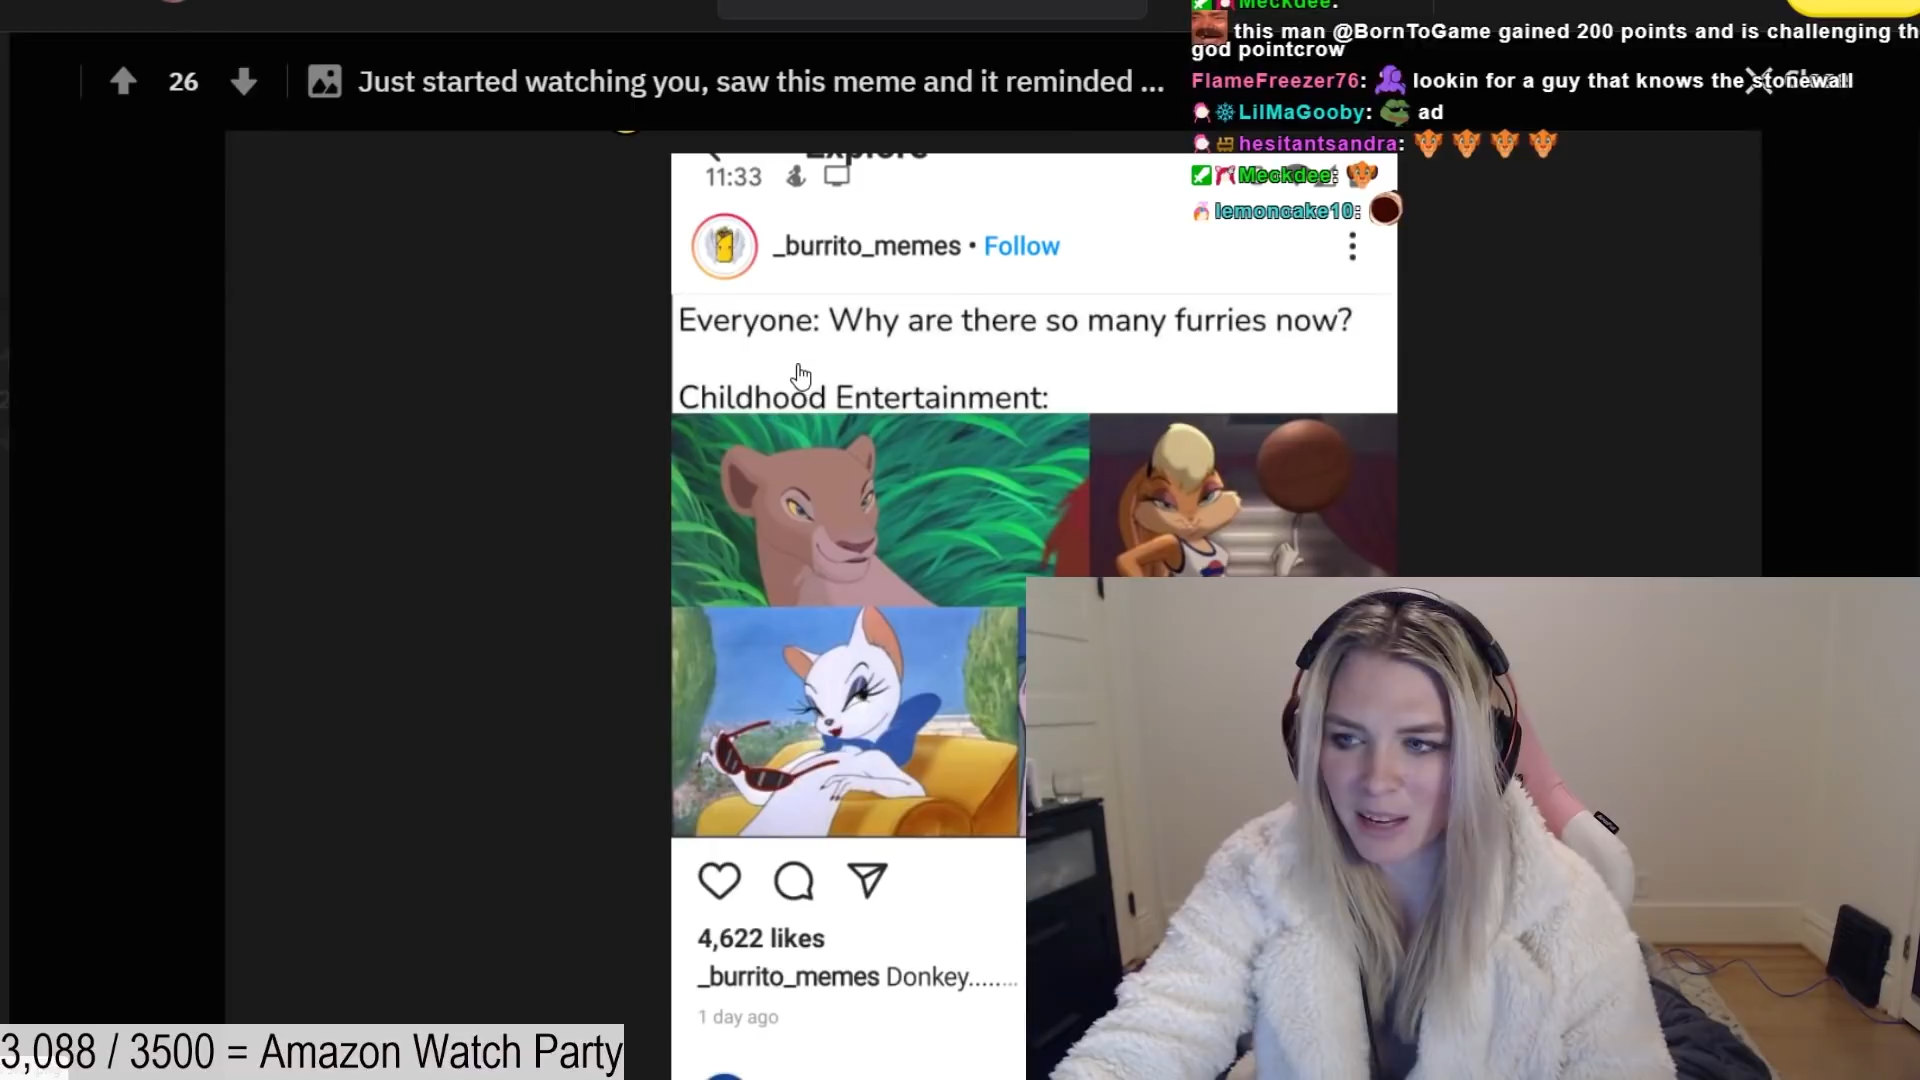 Meckdee:
this man @BornToGame gained 200 points and is challenging th
god pointcrow
26 Just started watching you, saw this meme and it reminded ...
FlameFreezer76: lookin for a guy that knows the stonewall
LilMaGooby: ad
hesitantsandra:
Explore
11:33
Meckdee:
lemoncake10:
_burrito_memes • Follow
Everyone: Why are there so many furries now?
Childhood Entertainment:
4,622 likes
_burrito_memes Donkey........
1 day ago
3,088 / 3500 = Amazon Watch Party